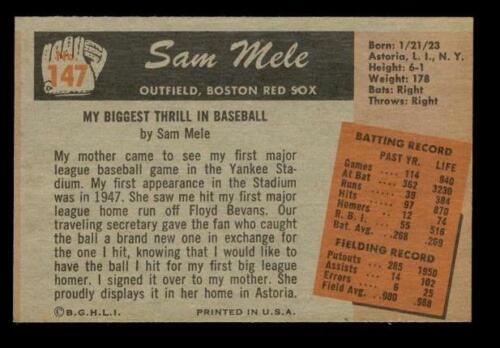 No.
147
Sam Mele
OUTFIELD, BOSTON RED SOX
Born: 1/21/23
Astoria, L. I., N. Y.
Height: 6-1
Weight: 178
Bats: Right
Throws: Right
MY BIGGEST THRILL IN BASEBALL
by Sam Mele
My mother came to see my first major
league baseball game in the Yankee Sta-
dium. My first appearance in the Stadium
was in 1947. She saw me hit my first major
league home run off Floyd Bevans. Our
traveling secretary gave the fan who caught
the ball a brand new one in exchange for
the one I hit, knowing that I would like to
have the ball I hit for my first big league
homer. I signed it over to my mother. She
proudly displays it in her home in Astoria.
©B.G.H.L.I. PRINTED IN U.S.A.
BATTING RECORD
PAST YR. LIFE
Games ... 114 940
At Bat ... 362 3230
Runs ... 39 384
Hits ... 97 870
Homers ... 12 74
R. B. I. ... 55 516
Bat. Avg. .. .268 .269
FIELDING RECORD
Putouts ... 265 1950
Assists ... 14 102
Errors ... 6 25
Field Avg. .. .980 .988